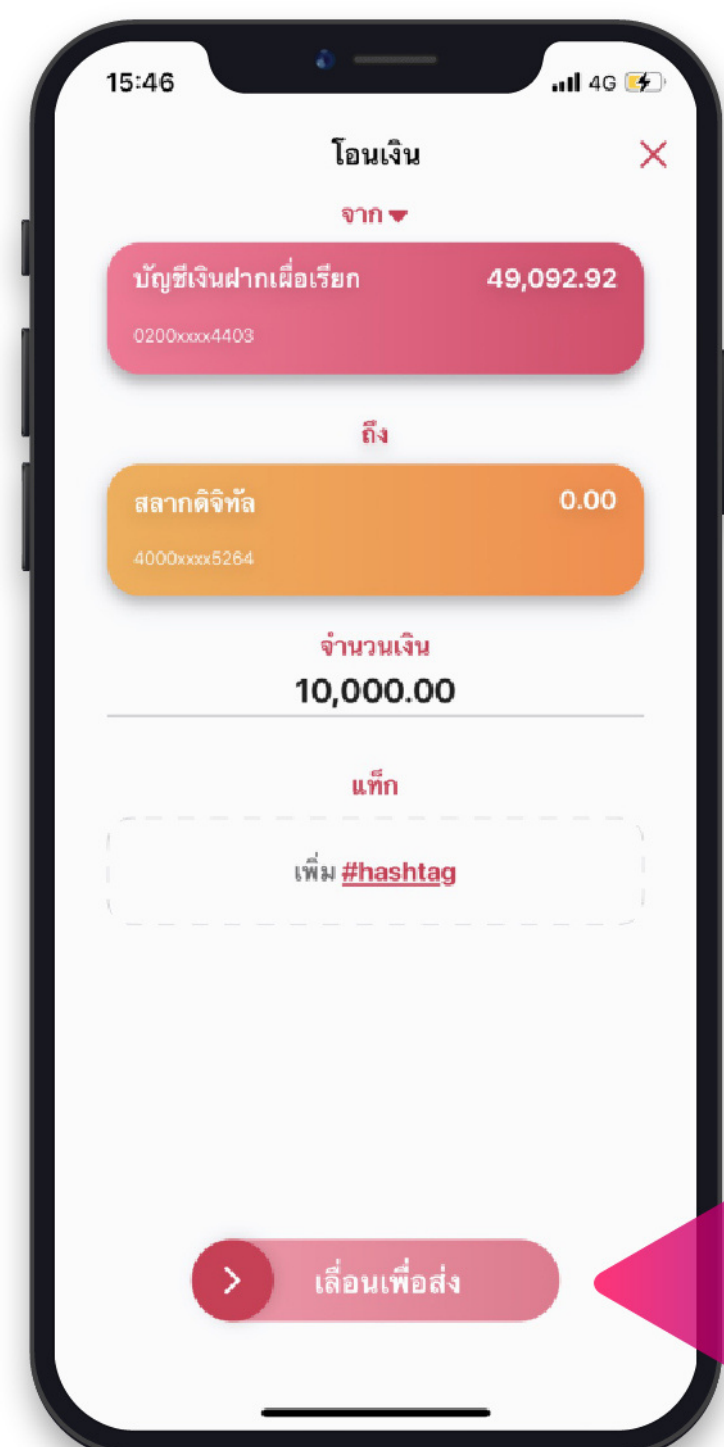 15:46
4G
โอนเงิน
จาก
บัญชีเงินฝากเผื่อเรียก 49,092.92
0200xxxx4403
ถึง
สลากดิจิทัล 0.00
4000xxxx5264
จำนวนเงิน
10,000.00
แท็ก
เพิ่ม #hashtag
เลื่อนเพื่อส่ง